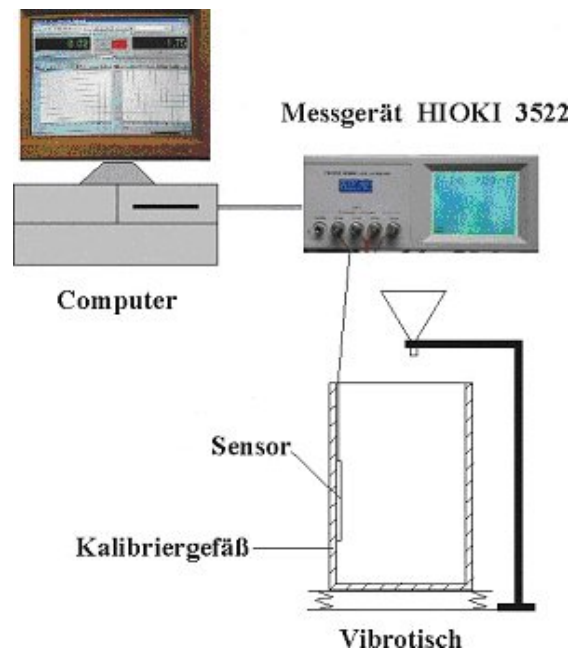 Messgerät HIOKI 3522
Computer
Sensor
Kalibriergefäß
Vibrotisch